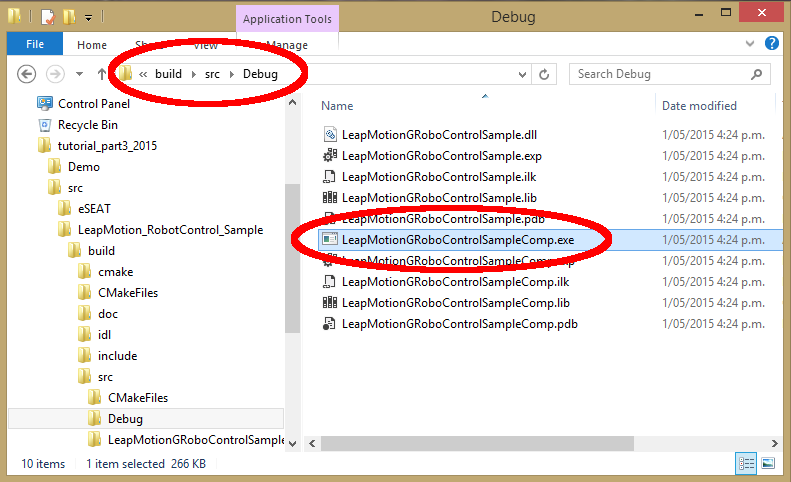 Application Tools
Debug
File
Home
Share
View
Manage
build
src
Debug
Search Debug
Control Panel
Recycle Bin
tutorial_part3_2015
Demo
src
eSEAT
LeapMotion_RobotControl_Sample
build
cmake
CMakeFiles
doc
idl
include
src
CMakeFiles
Debug
LeapMotionGRoboControlSample
Name Date modified
LeapMotionGRoboControlSample.dll 1/05/2015 4:24 p.m.
LeapMotionGRoboControlSample.exp 1/05/2015 4:24 p.m.
LeapMotionGRoboControlSample.ilk 1/05/2015 4:24 p.m.
LeapMotionGRoboControlSample.lib 1/05/2015 4:24 p.m.
LeapMotionGRoboControlSample.pdb 1/05/2015 4:24 p.m.
LeapMotionGRoboControlSampleComp.exe 1/05/2015 4:24 p.m.
LeapMotionGRoboControlSampleComp.exp 1/05/2015 4:24 p.m.
LeapMotionGRoboControlSampleComp.ilk 1/05/2015 4:24 p.m.
LeapMotionGRoboControlSampleComp.lib 1/05/2015 4:24 p.m.
LeapMotionGRoboControlSampleComp.pdb 1/05/2015 4:24 p.m.
10 items 1 item selected 266 KB